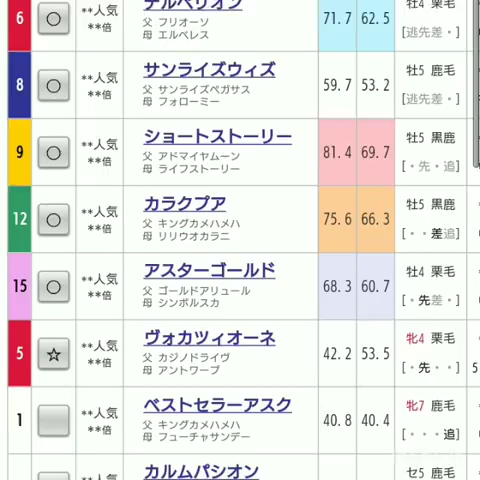 6 ○ **人気 デルベリオン 71.7 62.5 牡4 栗毛
**倍 父 フリオーソ
母 エルベレス [逃先差・]
8 ○ **人気 サンライズウィズ 59.7 53.2 牡5 鹿毛
**倍 父 サンライズペガサス
母 フォローミー [逃先差・]
9 ○ **人気 ショートストーリー 81.4 69.7 牡5 黒鹿
**倍 父 アドマイヤムーン
母 ライフストーリー [・先・追]
12 ○ **人気 カラクプア 75.6 66.3 牡5 黒鹿
**倍 父 キングカメハメハ
母 リリウオカラニ [・・差追]
15 ○ **人気 アスターゴールド 68.3 60.7 牡4 栗毛
**倍 父 ゴールドアリュール
母 シンボルスカ [・先差・]
5 ☆ **人気 ヴォカツィオーネ 42.2 53.5 牝4 栗毛
**倍 父 カジノドライヴ
母 アントワープ [・先・・] 5
1 **人気 ベストセラーアスク 40.8 40.4 牝7 鹿毛
**倍 父 キングカメハメハ
母 フューチャサンデー [・・・追]
カルムパシオン セ5 鹿毛